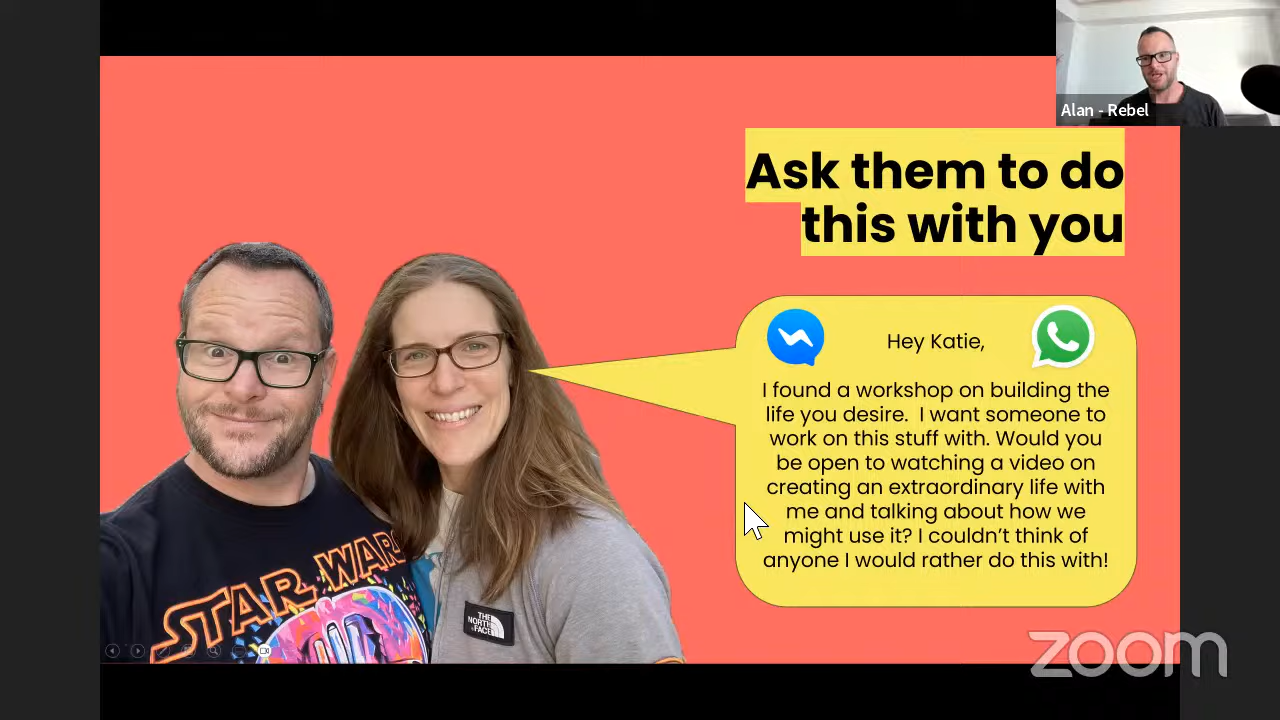 Alan - Rebel
Ask them to do
this with you
Hey Katie,
I found a workshop on building the
life you desire.  I want someone to
work on this stuff with. Would you
be open to watching a video on
creating an extraordinary life with
me and talking about how we
might use it? I couldn’t think of
anyone I would rather do this with!
STAR WARS
THE
NORTH
FACE
zoom